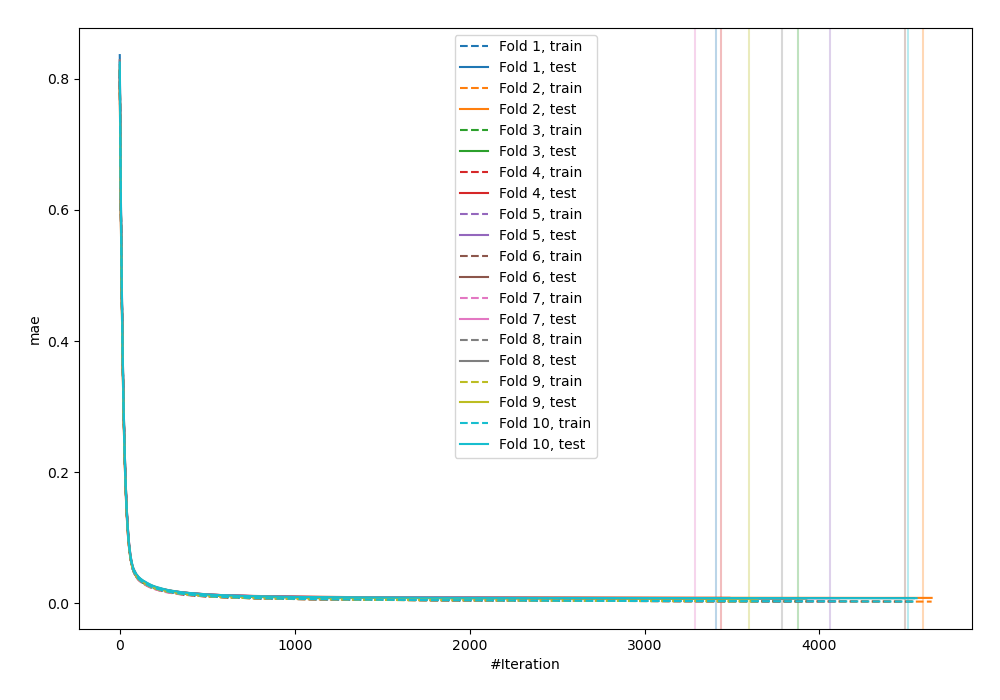 Fold 1, train
Fold 1, test
Fold 2, train
Fold 2, test
Fold 3, train
Fold 3, test
Fold 4, train
Fold 4, test
Fold 5, train
Fold 5, test
Fold 6, train
Fold 6, test
Fold 7, train
Fold 7, test
Fold 8, train
Fold 8, test
Fold 9, train
Fold 9, test
Fold 10, train
Fold 10, test
mae
0.8
0.6
0.4
0.2
0.0
0 1000 2000 3000 4000
#Iteration